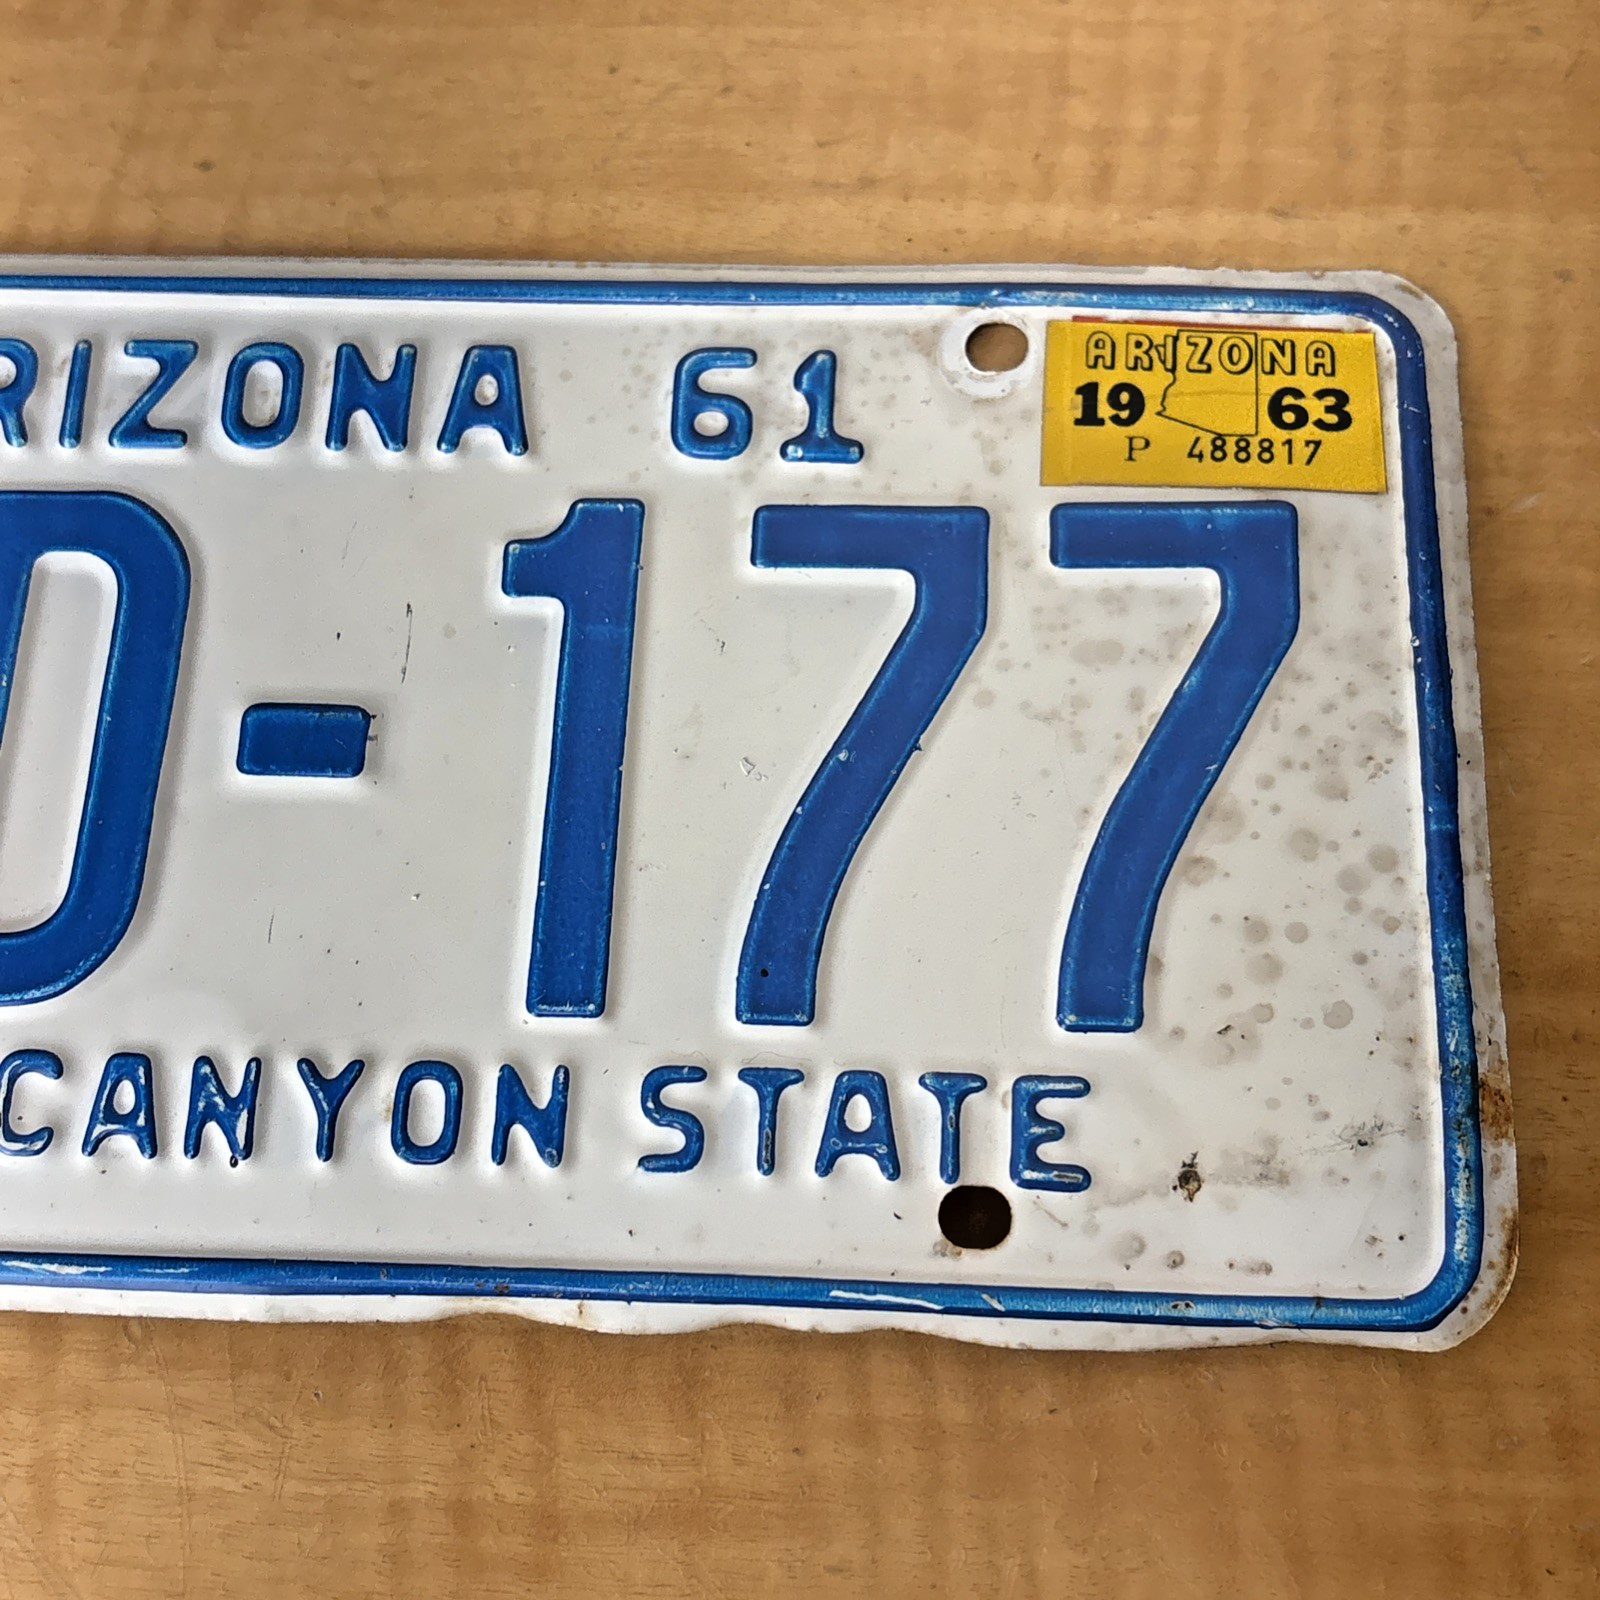 RIZONA 61
ARIZONA
19 63
P 488817
D-177
CANYON STATE